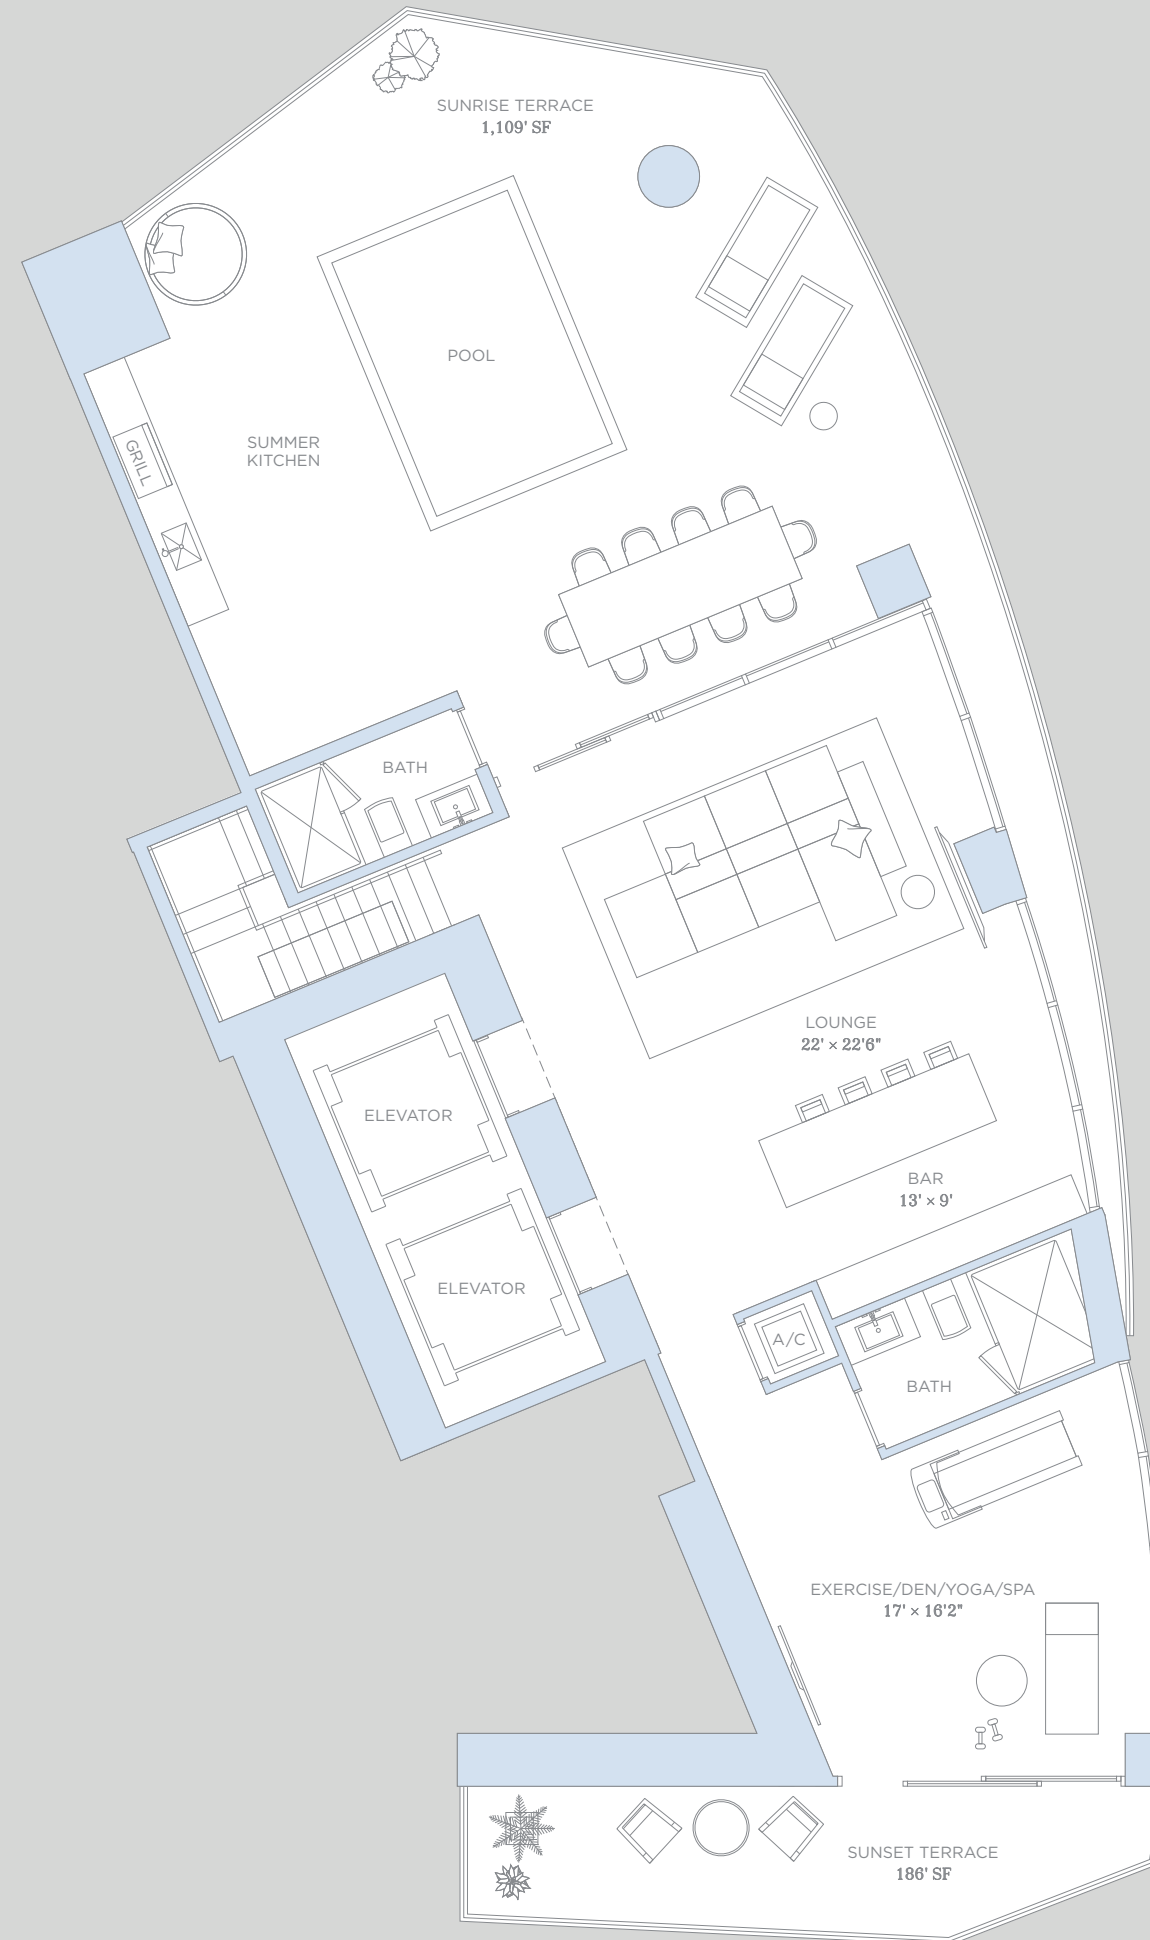 SUNRISE TERRACE
1,109' SF
POOL
SUMMER
KITCHEN
GRILL
BATH
LOUNGE
22' × 22'6"
ELEVATOR
BAR
13' × 9'
ELEVATOR
A/C
BATH
EXERCISE/DEN/YOGA/SPA
17' × 16'2"
SUNSET TERRACE
186' SF